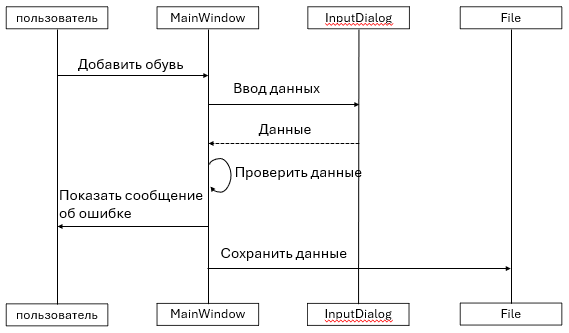 пользователь
MainWindow
InputDialog
File
Добавить обувь
Ввод данных
Данные
Проверить данные
Показать сообщение
об ошибке
Сохранить данные
пользователь
MainWindow
InputDialog
File